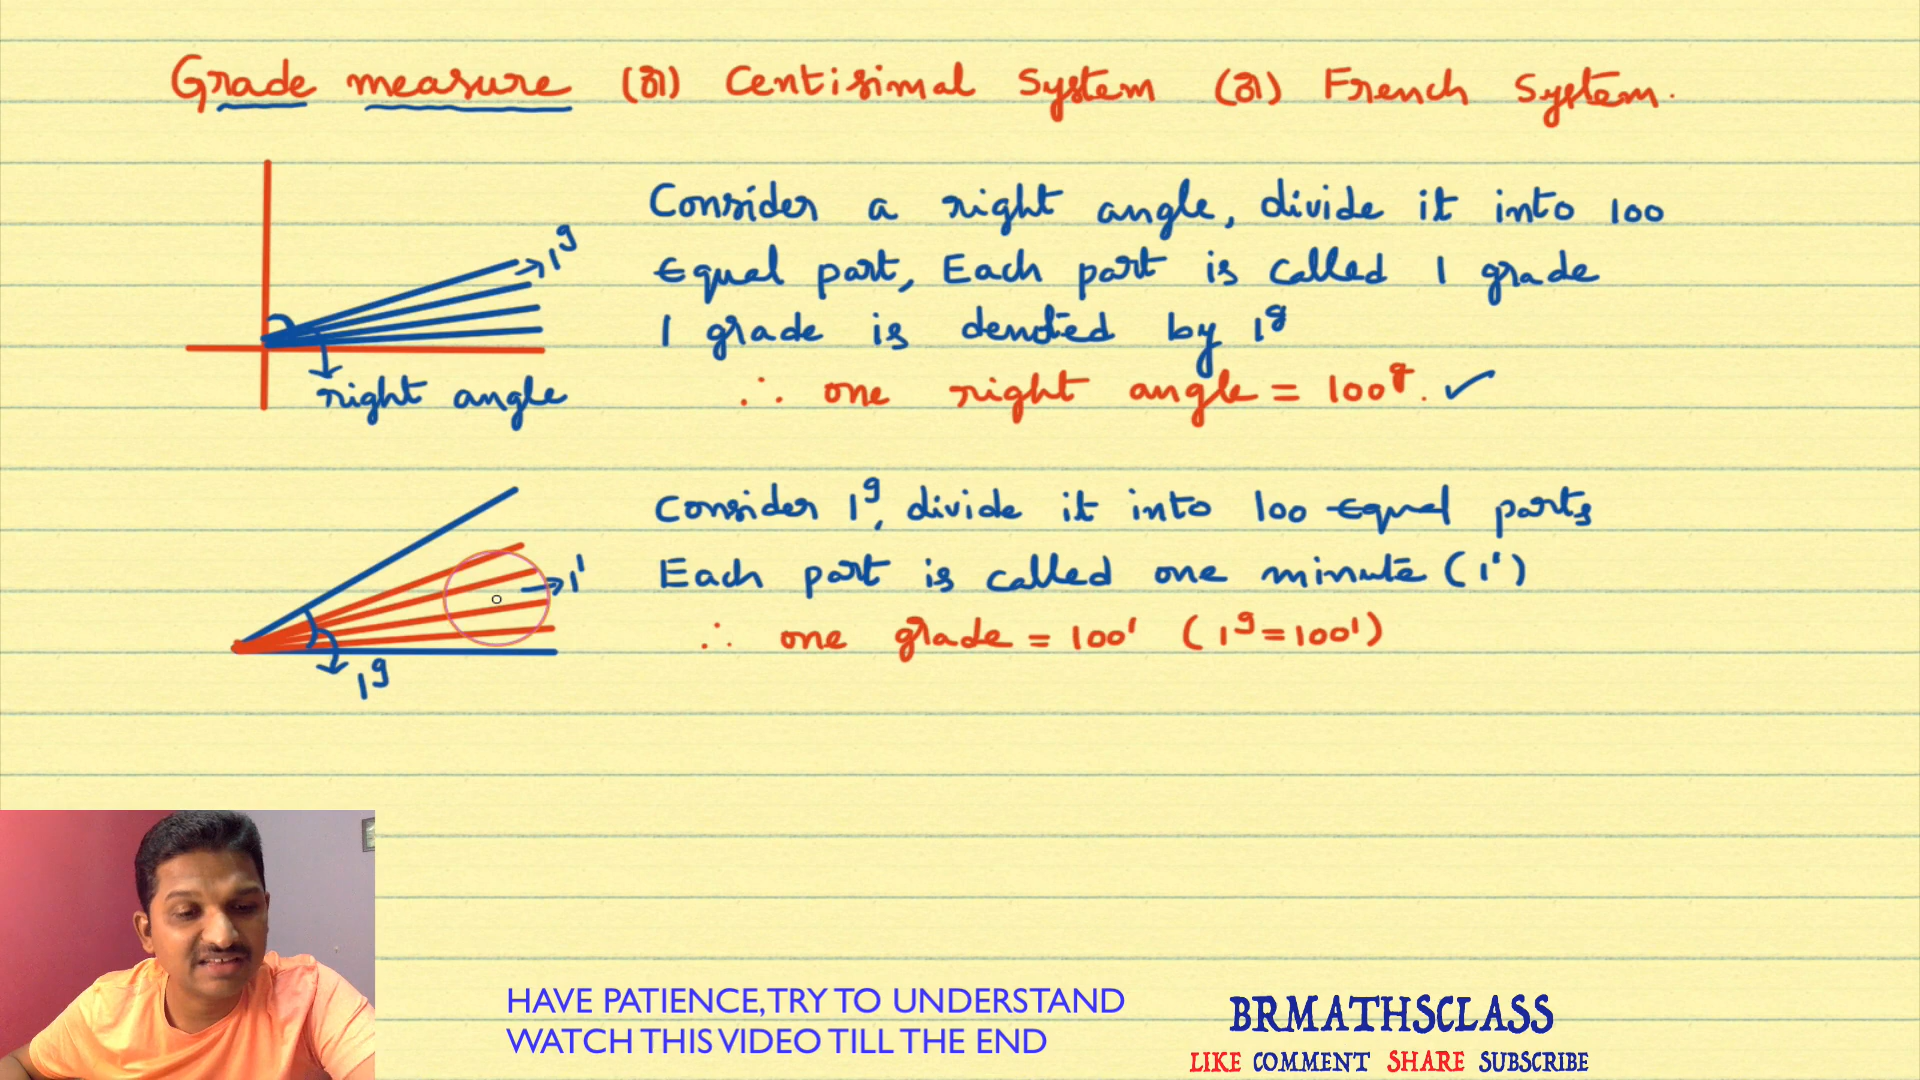 Grade measure (or) Centisimal System (or) French System.
1ᵍ
right angle
Consider a right angle, divide it into 100
Equal part, Each part is called 1 grade
1 grade is denoted by 1ᵍ
∴ one right angle = 100ᵍ. ✓
1'
1ᵍ
Consider 1ᵍ, divide it into 100 Equal parts
Each part is called one minute (1')
∴ one grade = 100' (1ᵍ=100')
HAVE PATIENCE,TRY TO UNDERSTAND
WATCH THIS VIDEO TILL THE END
BRMATHSCLASS
LIKE COMMENT SHARE SUBSCRIBE